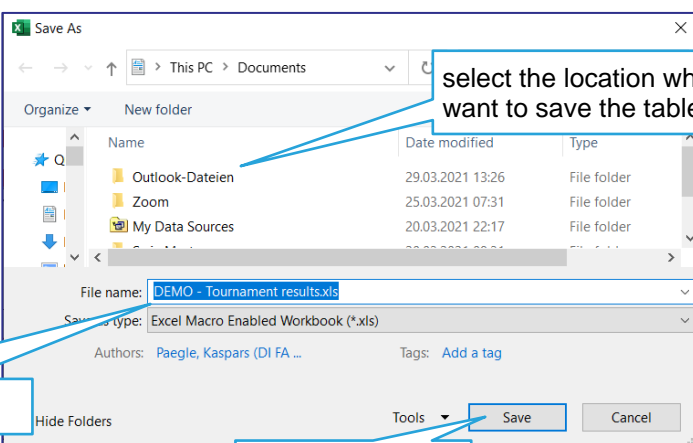 Save As
This PC > Documents
select the location wh
want to save the table
Organize New folder
Name Date modified Type
Q
Outlook-Dateien 29.03.2021 13:26 File folder
Zoom 25.03.2021 07:31 File folder
My Data Sources 20.03.2021 22:17 File folder
File name: DEMO - Tournament results.xls
Save as type: Excel Macro Enabled Workbook (*.xls)
Authors: Paegle, Kaspars (DI FA ... Tags: Add a tag
Hide Folders Tools Save Cancel